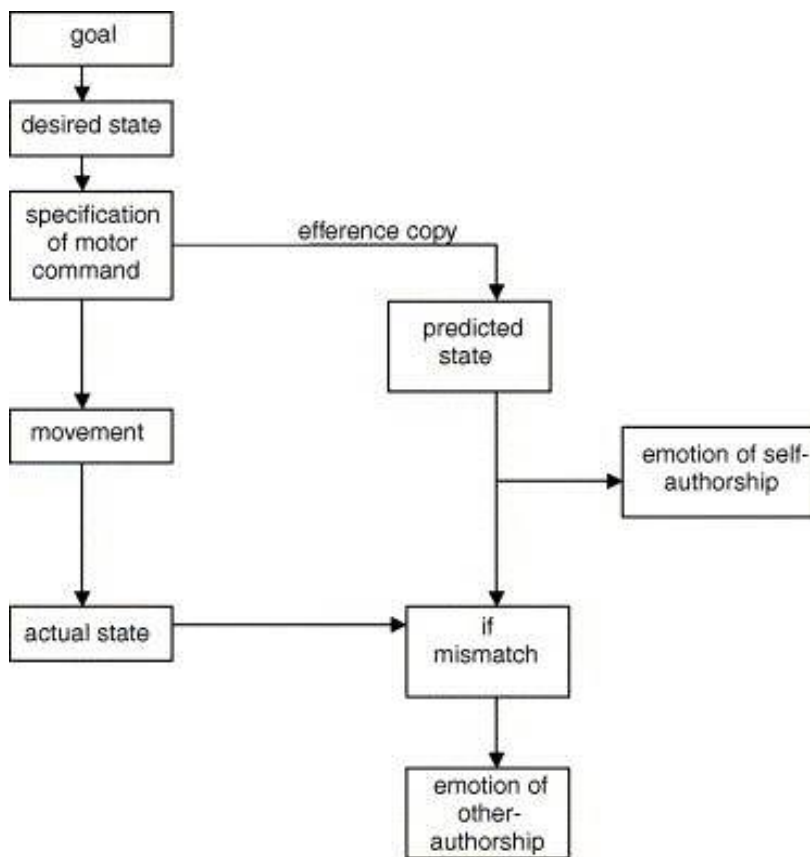 goal
desired state
specification
of motor
command
efference copy
predicted
state
movement
emotion of self-
authorship
actual state
if
mismatch
emotion of
other-
authorship